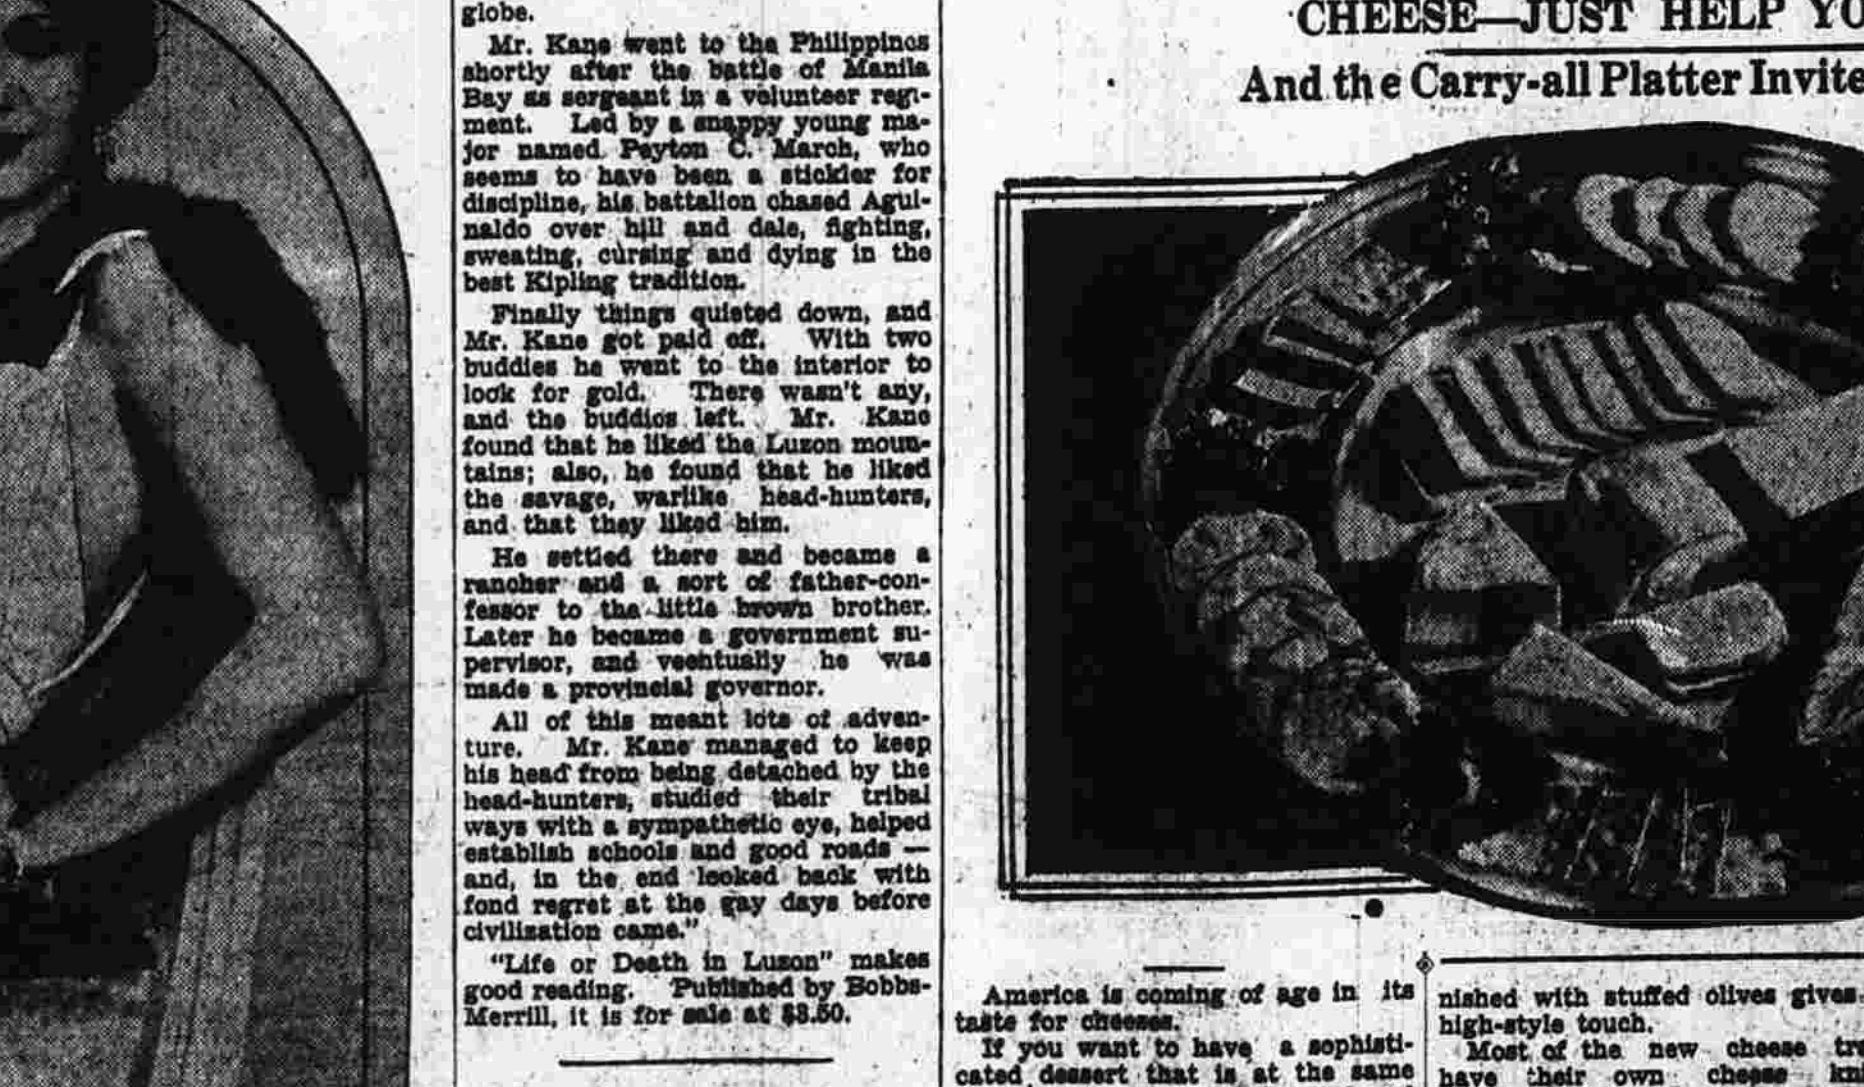 globe.
Mr. Kane went to the Philippines
shortly after the battle of Manila
Bay as sergeant in a volunteer regi-
ment. Led by a snappy young ma-
jor named Peyton C. March, who
seems to have been a stickler for
discipline, his battalion chased Agui-
naldo over hill and dale, fighting,
sweating, cursing and dying in the
best Kipling tradition.
Finally things quieted down, and
Mr. Kane got paid off. With two
buddies he went to the interior to
look for gold. There wasn't any,
and the buddies left. Mr. Kane
found that he liked the Luzon moun-
tains; also, he found that he liked
the savage, warlike head-hunters,
and that they liked him.
He settled there and became a
rancher and a sort of father-con-
fessor to the little brown brother.
Later he became a government su-
pervisor, and veehtually he was
made a provincial governor.
All of this meant lots of adven-
ture. Mr. Kane managed to keep
his head from being detached by the
head-hunters, studied their tribal
ways with a sympathetic eye, helped
establish schools and good roads —
and, in the end looked back with
fond regret at the gay days before
civilization came."
"Life or Death in Luzon" makes
good reading. Published by Bobbs-
Merrill, it is for sale at $3.50.
CHEESE—JUST HELP YO
And the Carry-all Platter Invite
America is coming of age in its
taste for cheeses.
If you want to have a sophisti-
cated dessert that is at the same
nished with stuffed olives gives
high-style touch.
Most of the new cheese tr
have their own cheese kn